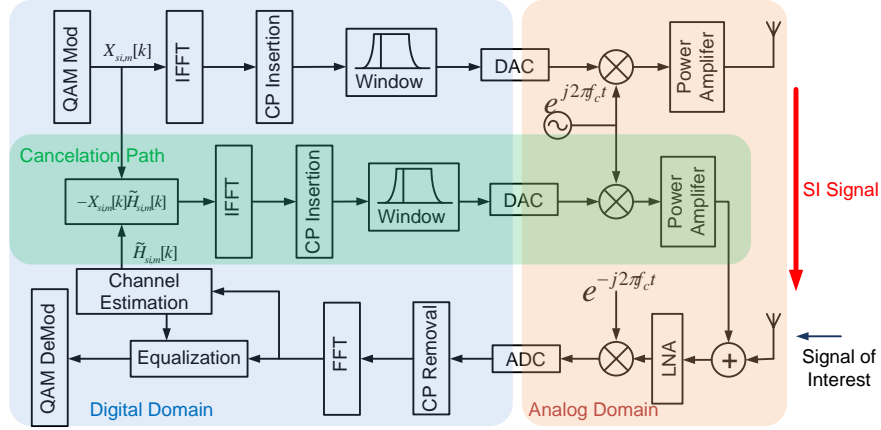 QAM Mod
X_{si,m}[k]
IFFT
CP Insertion
Window
DAC
Power
Amplifer
e^{j2πf_c t}
SI Signal
Cancelation Path
-X_{si,m}[k]H̃_{si,m}[k]
IFFT
CP Insertion
Window
DAC
Power
Amplifer
H̃_{si,m}[k]
Channel
Estimation
Equalization
QAM DeMod
FFT
CP Removal
ADC
e^{-j2πf_c t}
LNA
+
Signal of
Interest
Digital Domain
Analog Domain